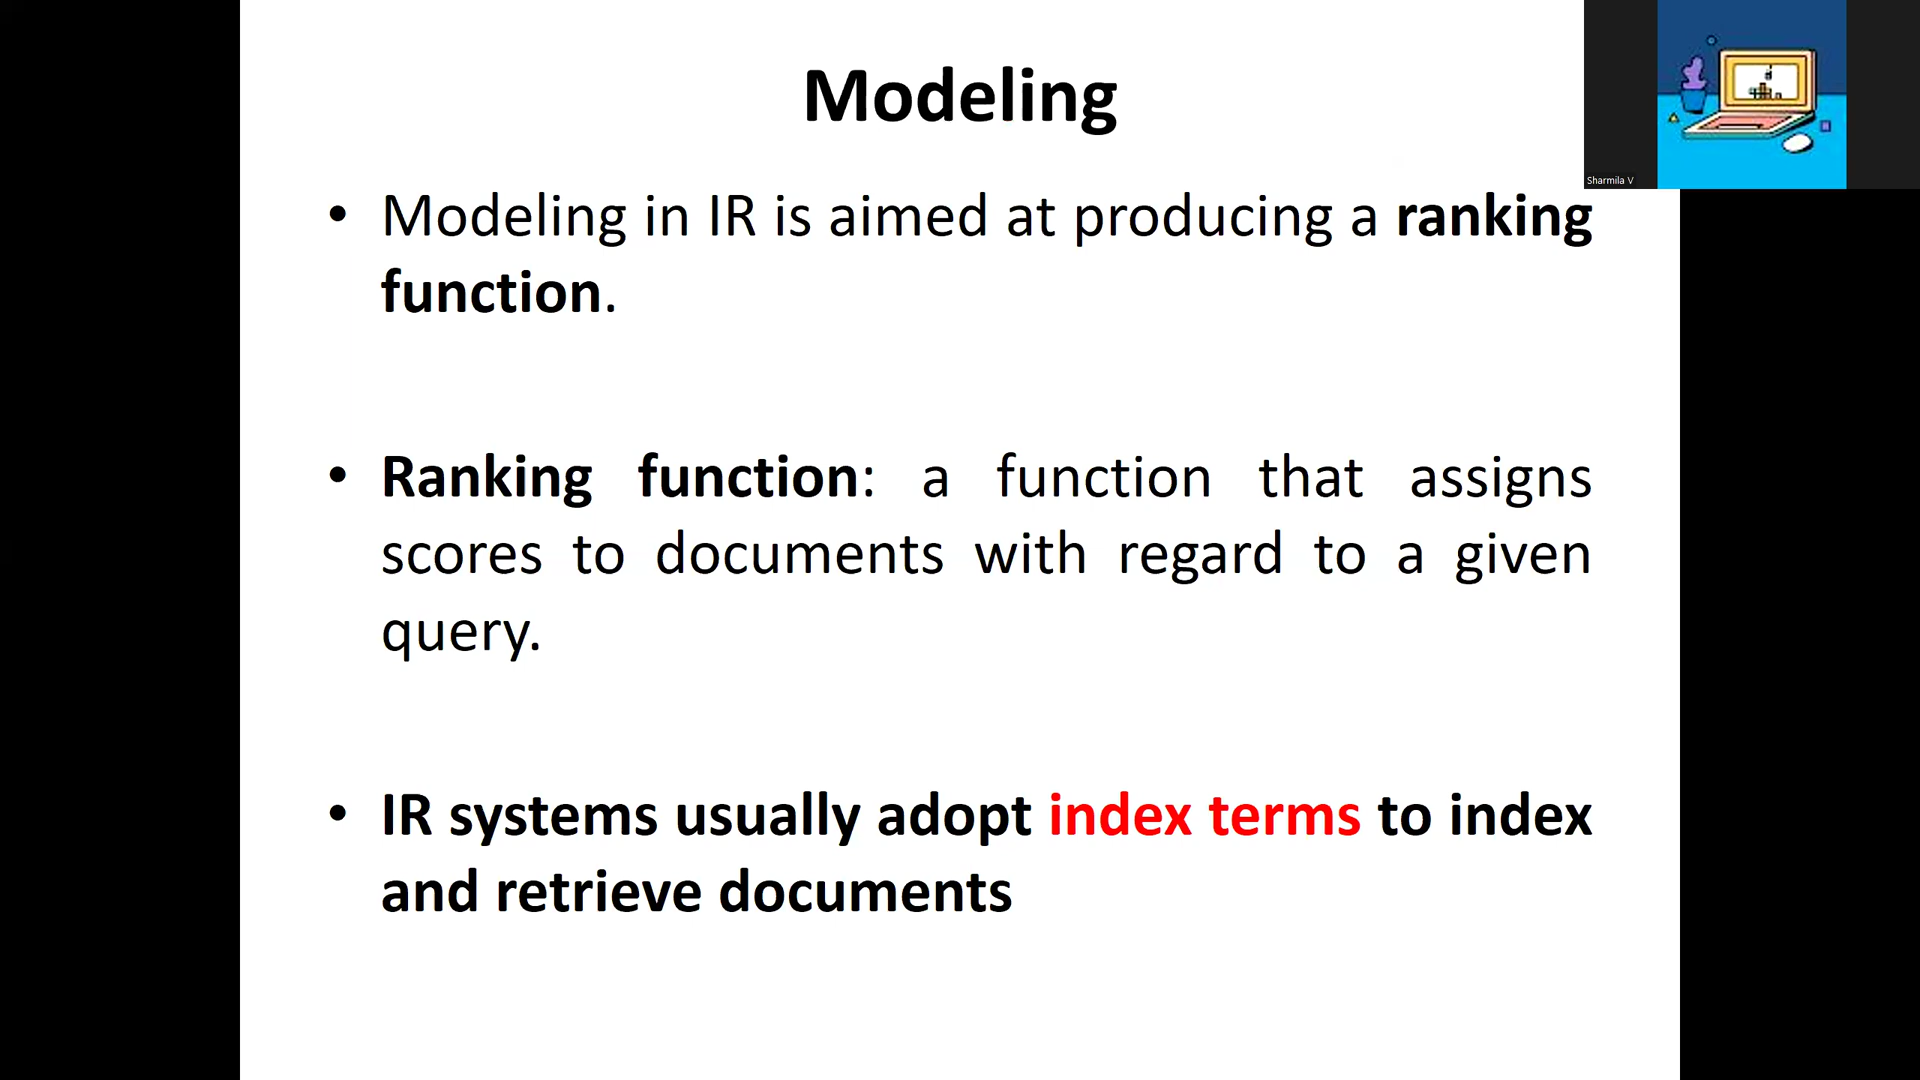 Modeling
Sharmila V
• Modeling in IR is aimed at producing a ranking
function.
• Ranking function: a function that assigns
scores to documents with regard to a given
query.
• IR systems usually adopt index terms to index
and retrieve documents